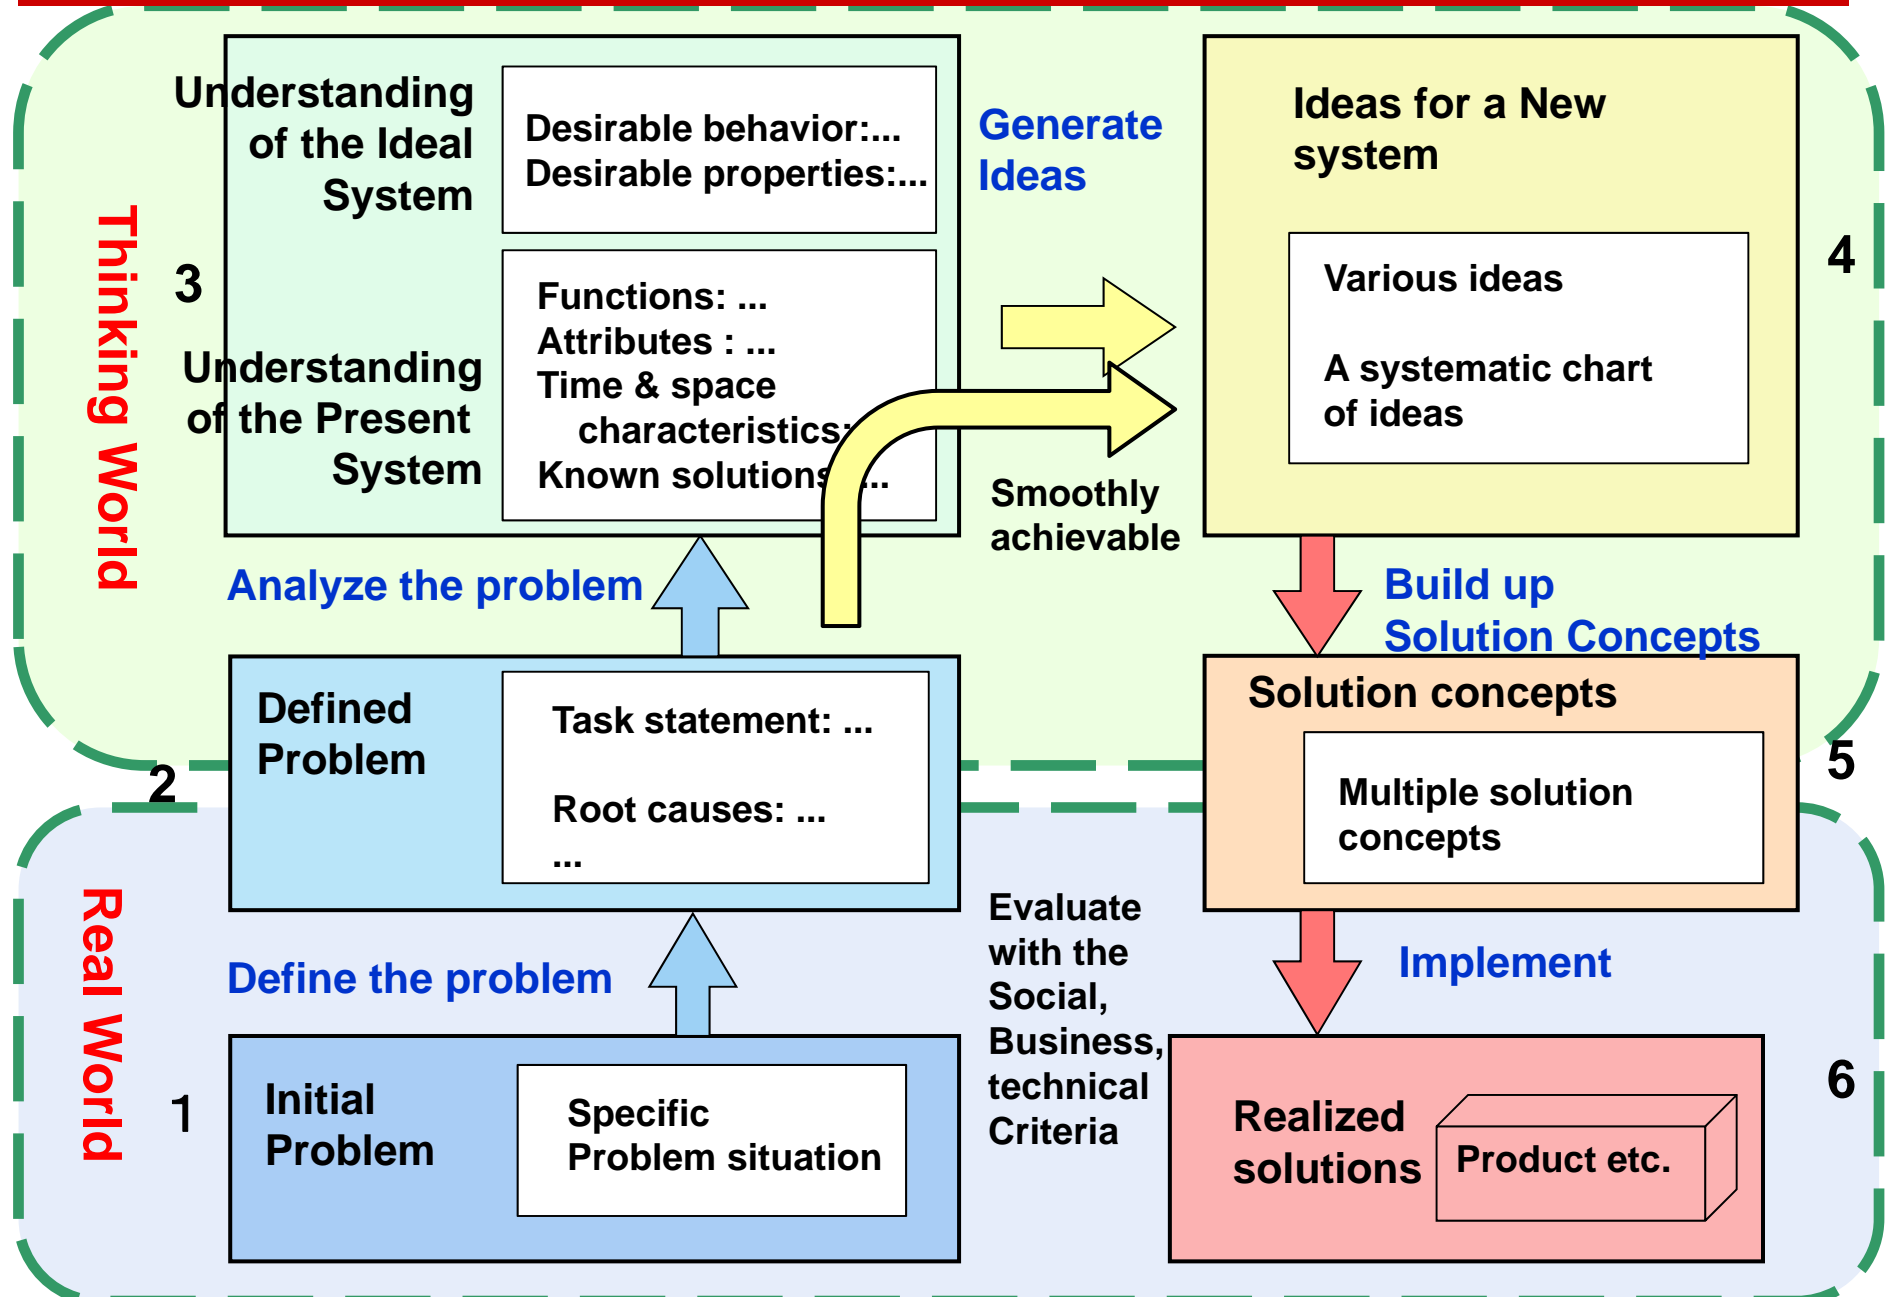 Thinking World
3
Understanding
of the Ideal
System
Desirable behavior:...
Desirable properties:...
Understanding
of the Present
System
Functions: ...
Attributes : ...
Time & space
characteristics:
Known solutions ...
Generate
Ideas
Smoothly
achievable
Ideas for a New
system
Various ideas
A systematic chart
of ideas
4
Analyze the problem
Build up
Solution Concepts
2
Defined
Problem
Task statement: ...
Root causes: ...
...
Solution concepts
Multiple solution
concepts
5
Real World
Define the problem
Evaluate
with the
Social,
Business,
technical
Criteria
Implement
1
Initial
Problem
Specific
Problem situation
Realized
solutions
Product etc.
6